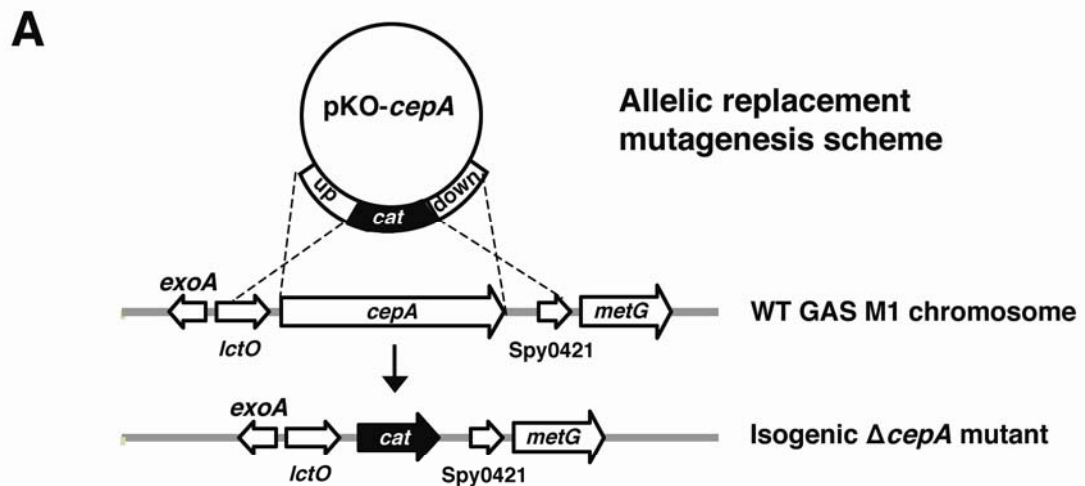 A
pKO-cepA
Allelic replacement
mutagenesis scheme
up
cat
down
exoA
cepA
metG
WT GAS M1 chromosome
lctO
Spy0421
exoA
cat
metG
Isogenic ΔcepA mutant
lctO
Spy0421